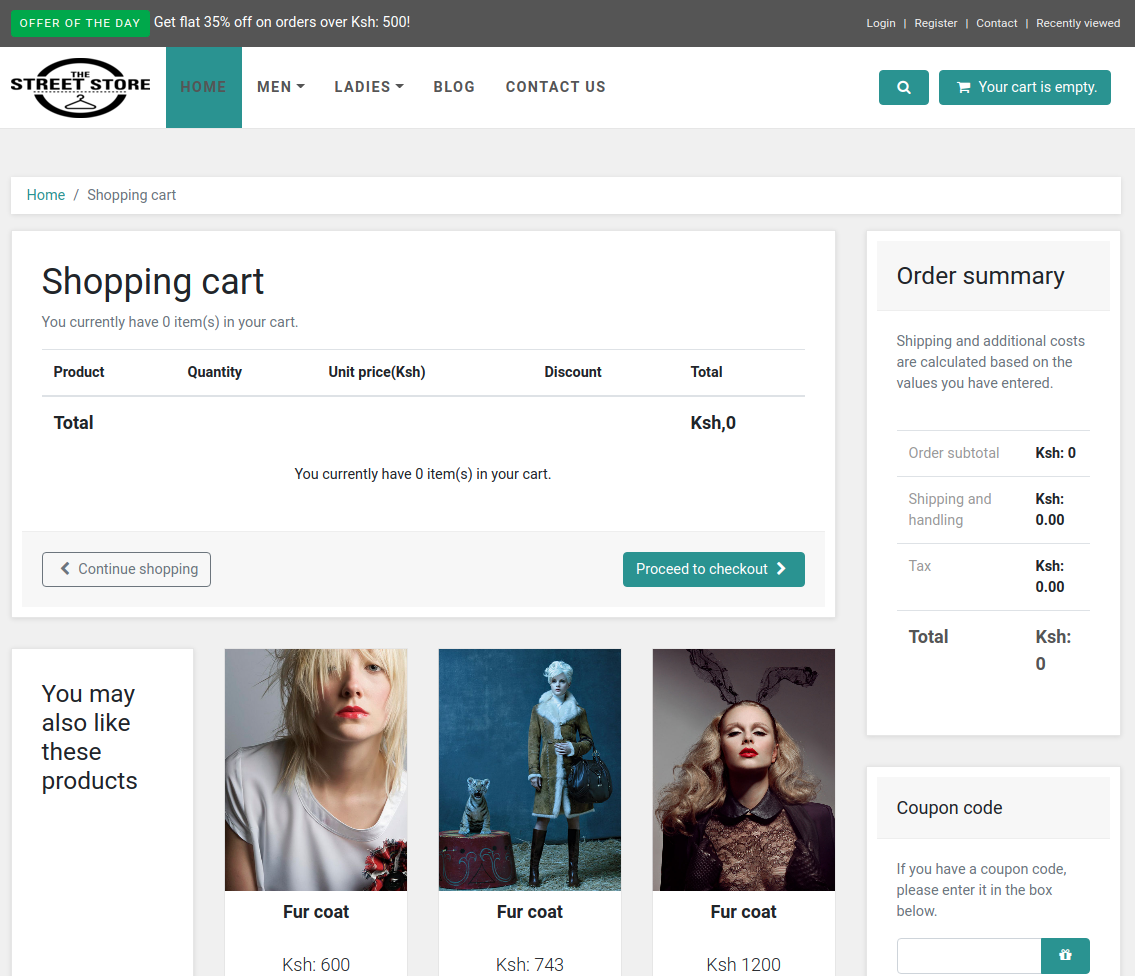 OFFER OF THE DAY Get flat 35% off on orders over Ksh: 500!
Login | Register | Contact | Recently viewed
THE
STREET STORE
HOME MEN LADIES BLOG CONTACT US
Your cart is empty.
Home / Shopping cart
Shopping cart
You currently have 0 item(s) in your cart.
Product Quantity Unit price(Ksh) Discount Total
Total Ksh,0
You currently have 0 item(s) in your cart.
Continue shopping
Proceed to checkout
Order summary
Shipping and additional costs
are calculated based on the
values you have entered.
Order subtotal Ksh: 0
Shipping and Ksh:
handling 0.00
Tax Ksh:
0.00
Total Ksh:
0
You may
also like
these
products
Fur coat
Ksh: 600
Fur coat
Ksh: 743
Fur coat
Ksh 1200
Coupon code
If you have a coupon code,
please enter it in the box
below.